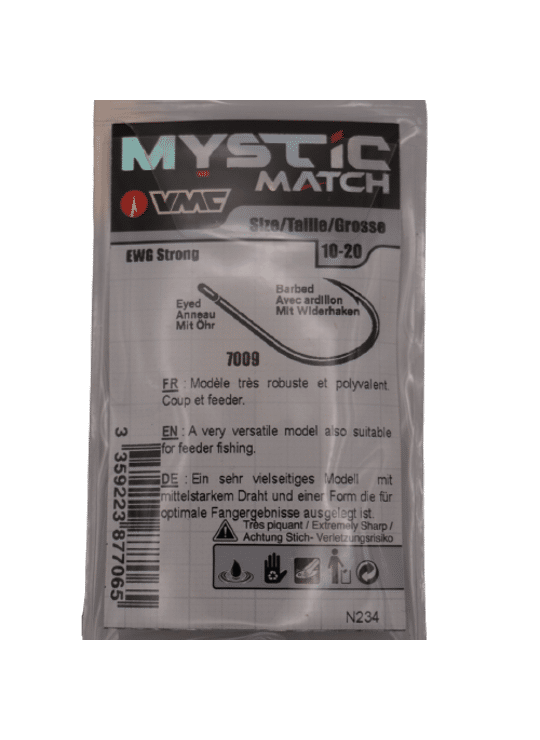 MYSTIC
MATCH
VMC
Size/Taille/Grosse
EWG Strong
10-20
Eyed
Anneau
Mit Öhr
Barbed
Avec ardillon
Mit Widerhaken
7009
FR : Modèle très robuste et polyvalent.
Coup et feeder.
EN : A very versatile model also suitable
for feeder fishing.
DE : Ein sehr vielseitiges Modell mit
mittelstarkem Draht und einer Form die für
optimale Fangergebnisse ausgelegt ist.
Très piquant / Extremely Sharp /
Achtung Stich- Verletzungsrisiko
3 359223 877065
N234